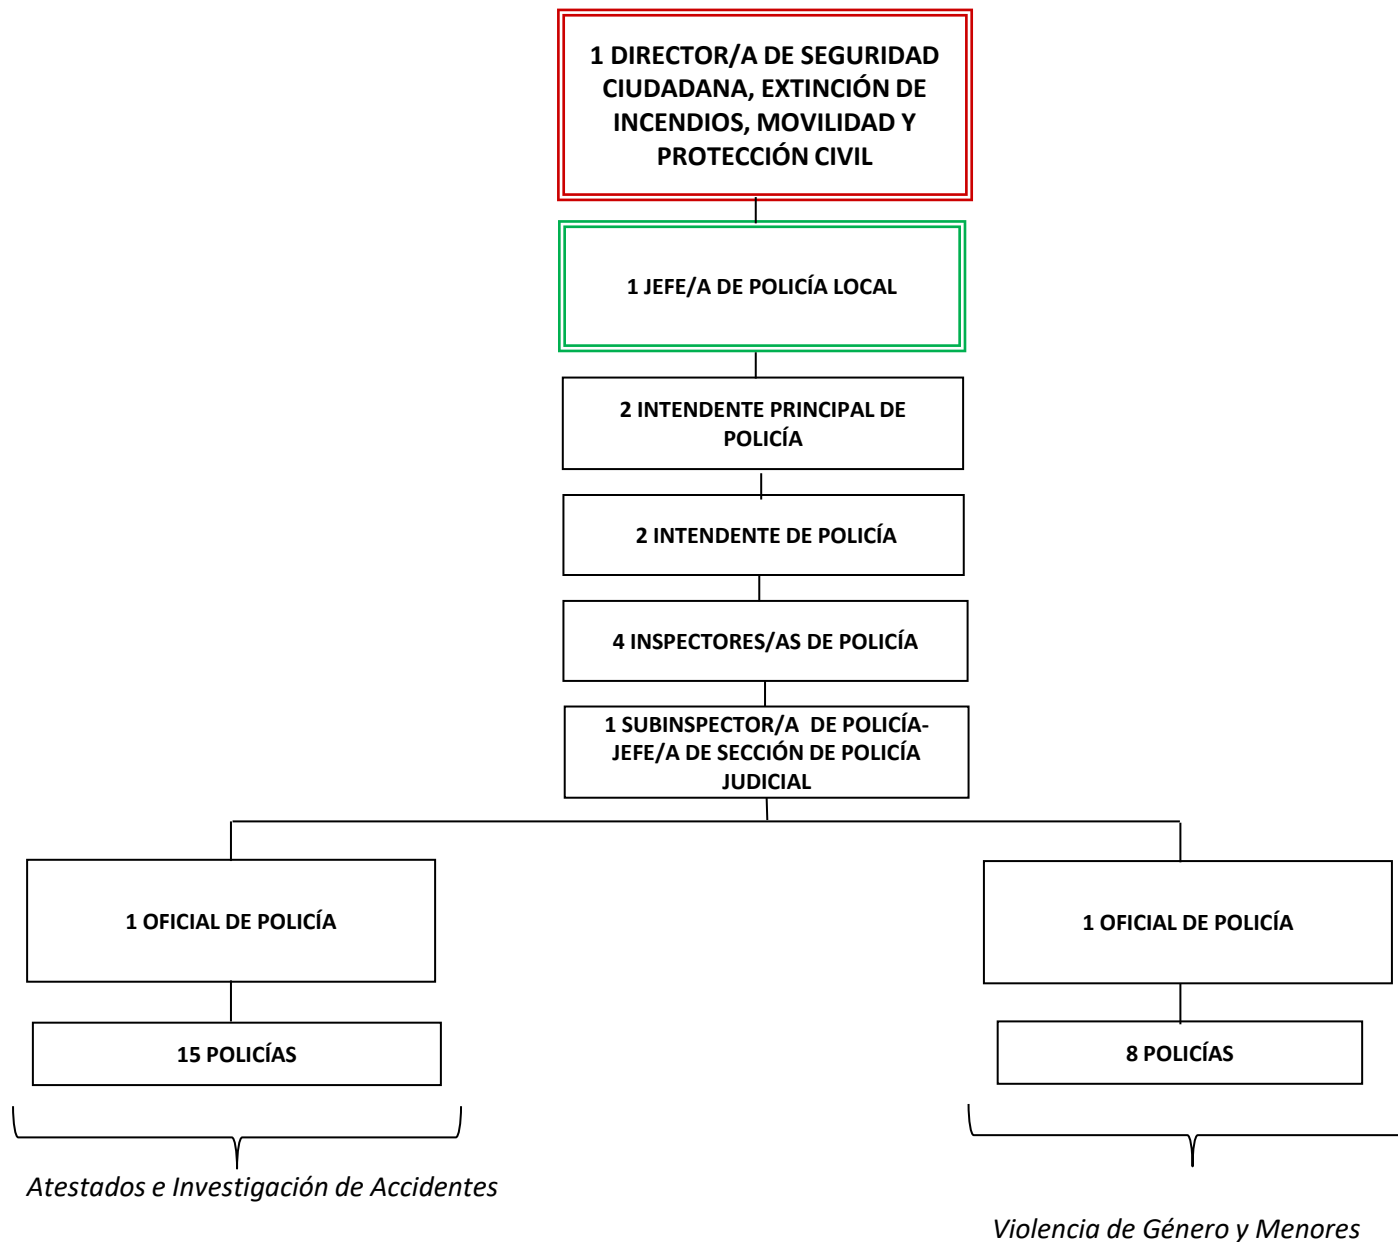 1 DIRECTOR/A DE SEGURIDAD
CIUDADANA, EXTINCIÓN DE
INCENDIOS, MOVILIDAD Y
PROTECCIÓN CIVIL
1 JEFE/A DE POLICÍA LOCAL
2 INTENDENTE PRINCIPAL DE
POLICÍA
2 INTENDENTE DE POLICÍA
4 INSPECTORES/AS DE POLICÍA
1 SUBINSPECTOR/A DE POLICÍA-
JEFE/A DE SECCIÓN DE POLICÍA
JUDICIAL
1 OFICIAL DE POLICÍA
15 POLICÍAS
Atestados e Investigación de Accidentes
1 OFICIAL DE POLICÍA
8 POLICÍAS
Violencia de Género y Menores